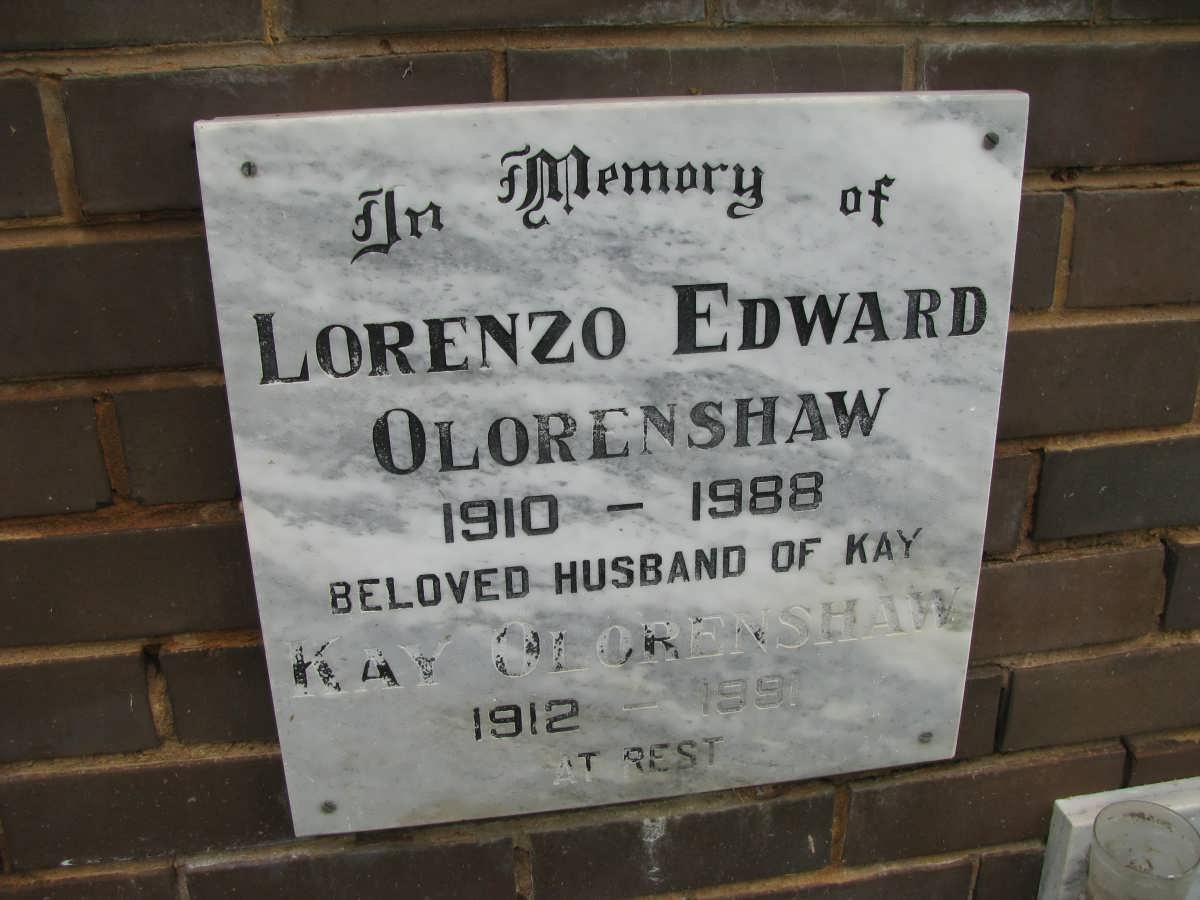 In Memory of
LORENZO EDWARD
OLORENSHAW
1910 – 1988
BELOVED HUSBAND OF KAY
KAY OLORENSHAW
1912 – 1991
AT REST